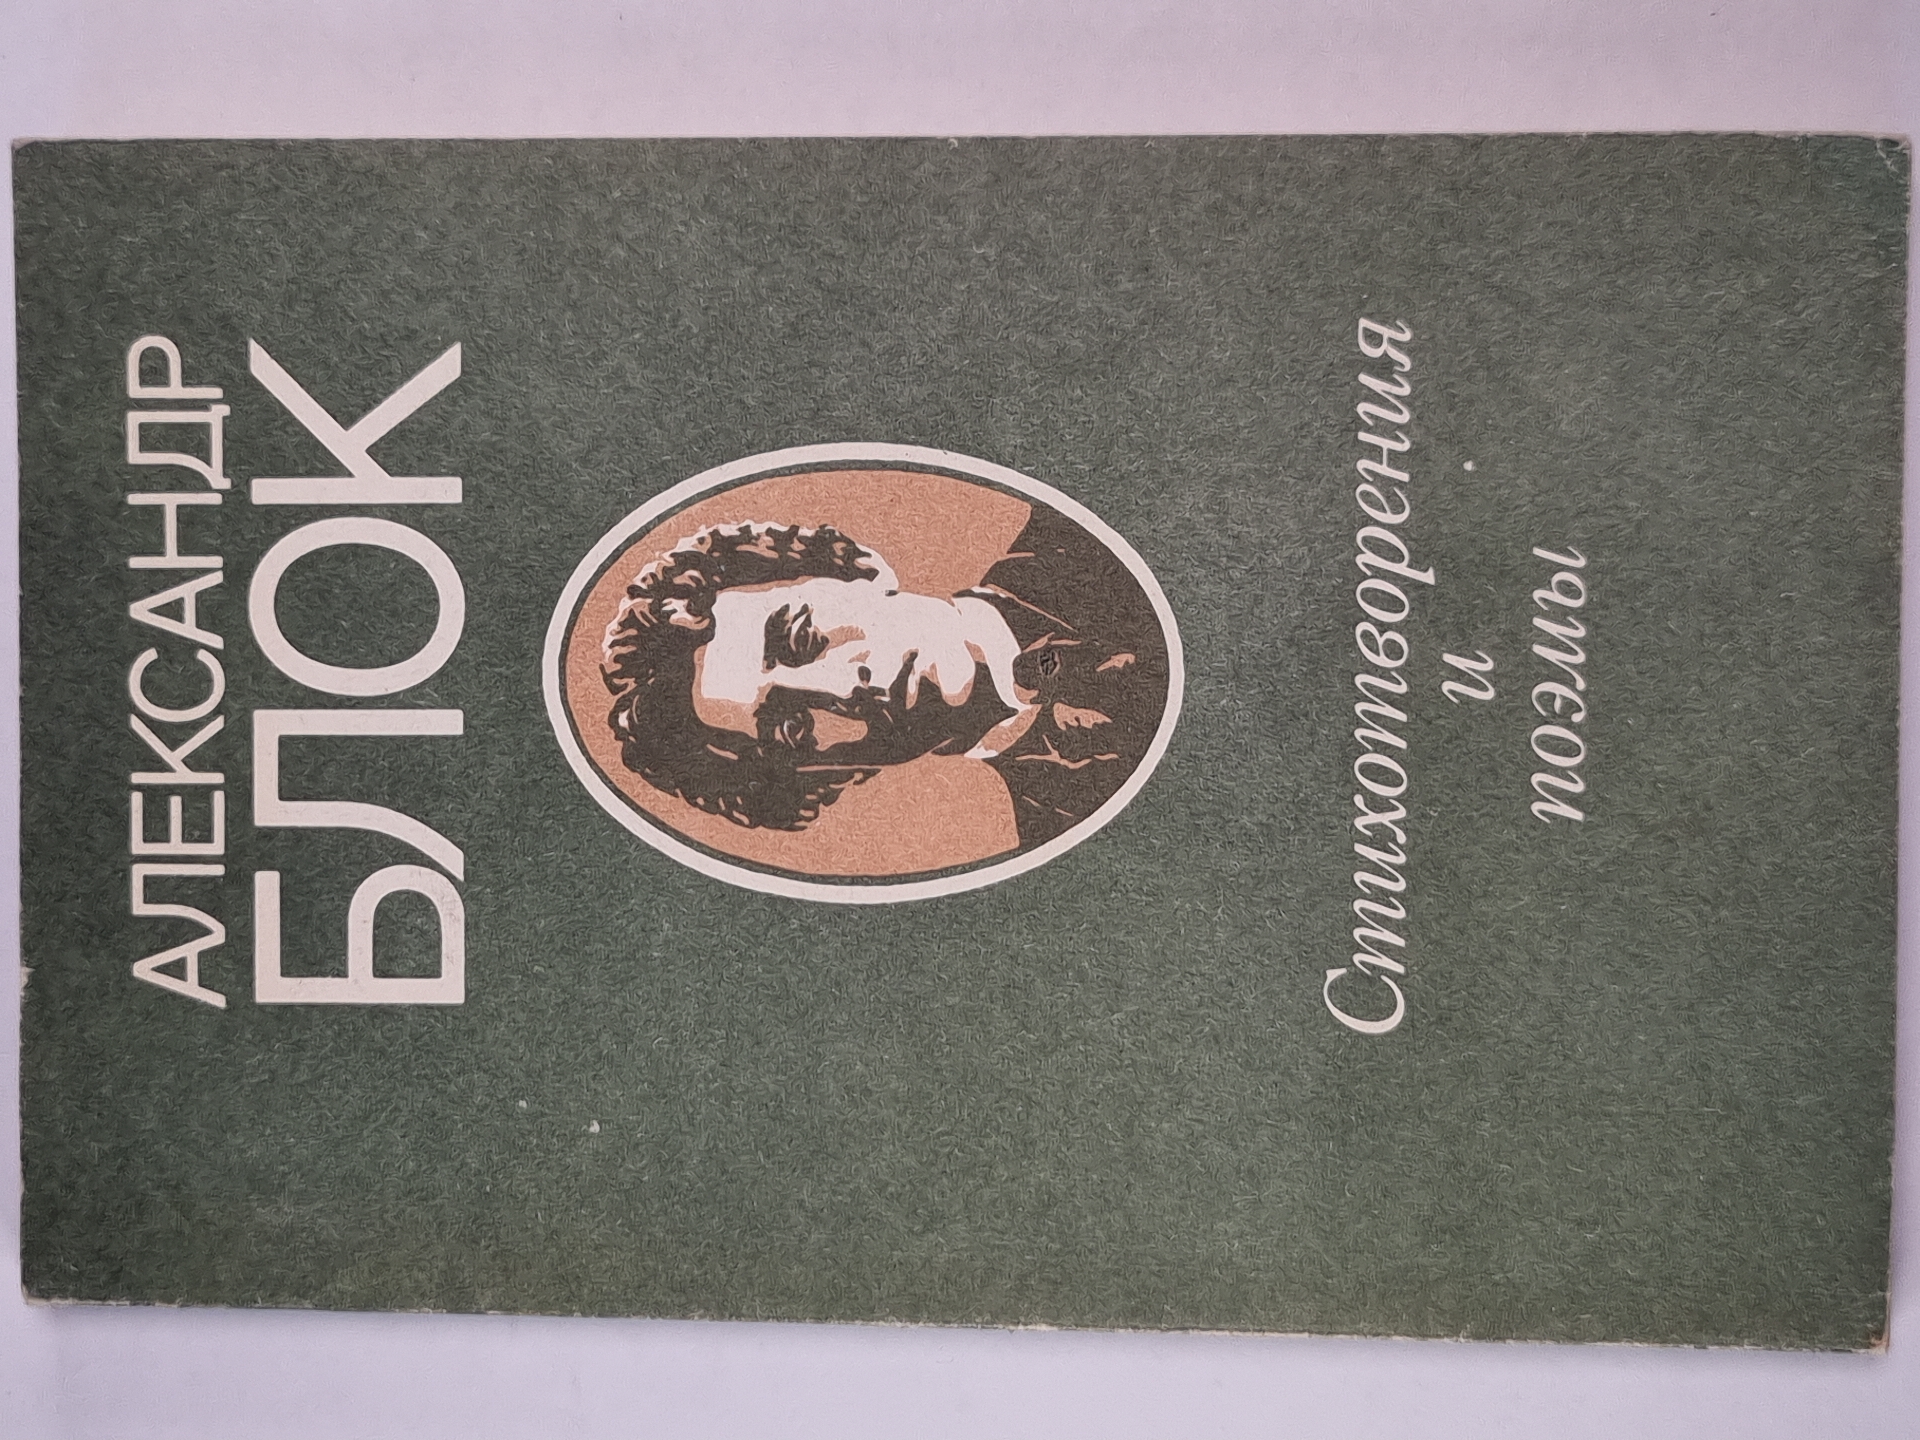 АЛЕКСАНДР
БЛОК
Стихотворения
и
поэмы